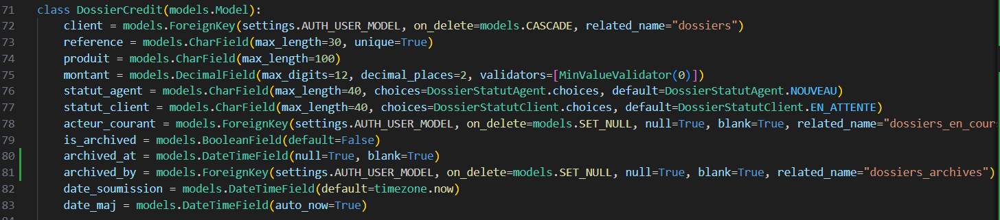 71 class DossierCredit(models.Model):
72 client = models.ForeignKey(settings.AUTH_USER_MODEL, on_delete=models.CASCADE, related_name="dossiers")
73 reference = models.CharField(max_length=30, unique=True)
74 produit = models.CharField(max_length=100)
75 montant = models.DecimalField(max_digits=12, decimal_places=2, validators=[MinValueValidator(0)])
76 statut_agent = models.CharField(max_length=40, choices=DossierStatutAgent.choices, default=DossierStatutAgent.NOUVEAU)
77 statut_client = models.CharField(max_length=40, choices=DossierStatutClient.choices, default=DossierStatutClient.EN_ATTENTE)
78 acteur_courant = models.ForeignKey(settings.AUTH_USER_MODEL, on_delete=models.SET_NULL, null=True, blank=True, related_name="dossiers_en_cour
79 is_archived = models.BooleanField(default=False)
80 archived_at = models.DateTimeField(null=True, blank=True)
81 archived_by = models.ForeignKey(settings.AUTH_USER_MODEL, on_delete=models.SET_NULL, null=True, blank=True, related_name="dossiers_archives")
82 date_soumission = models.DateTimeField(default=timezone.now)
83 date_maj = models.DateTimeField(auto_now=True)